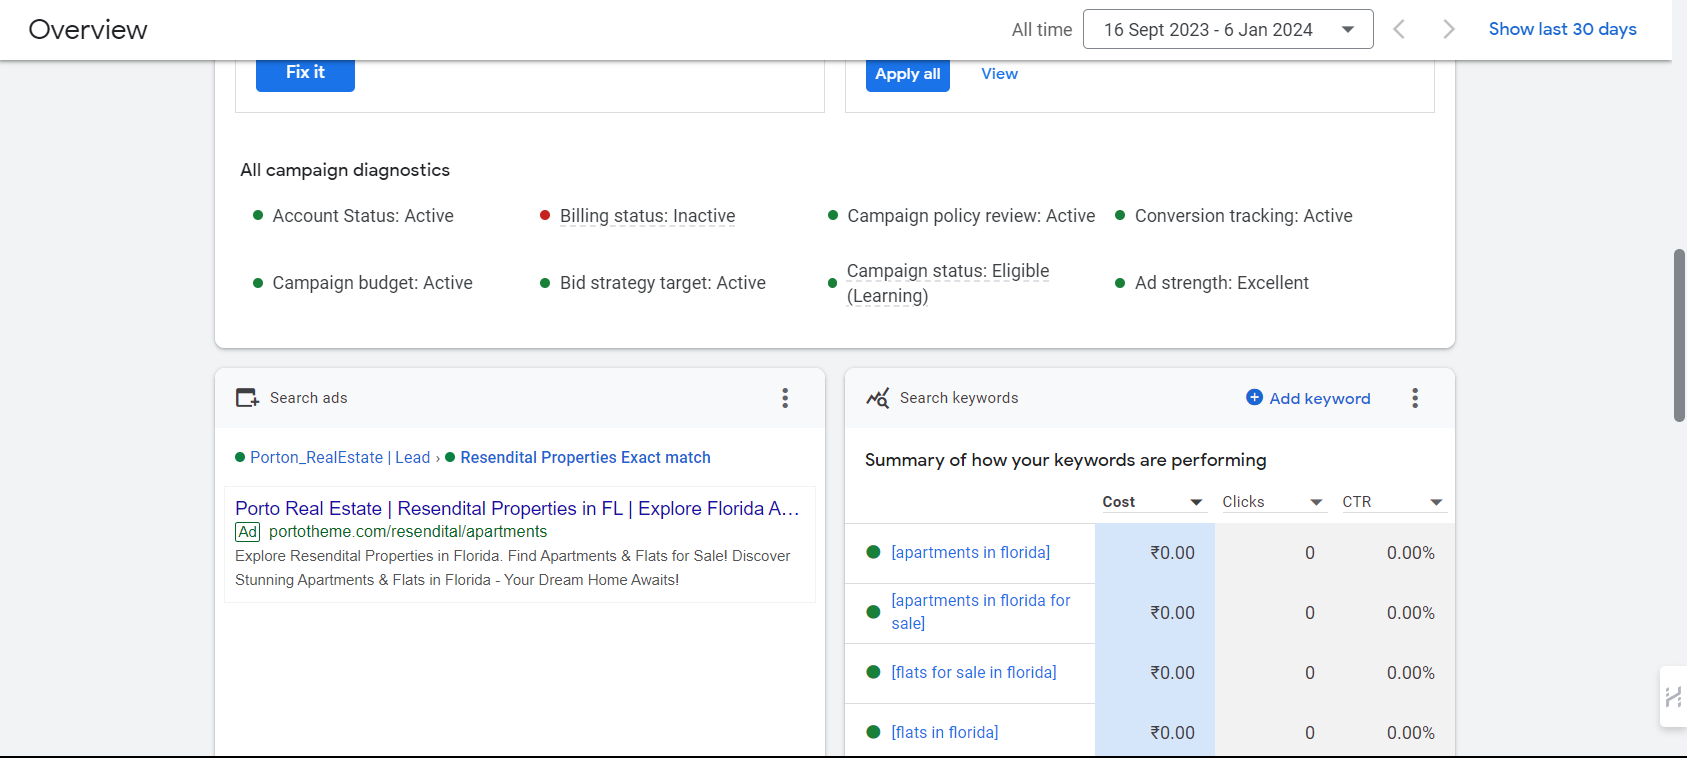 Overview
All time
16 Sept 2023 - 6 Jan 2024
Show last 30 days
Fix it
Apply all
View
All campaign diagnostics
Account Status: Active
Billing status: Inactive
Campaign policy review: Active
Conversion tracking: Active
Campaign budget: Active
Bid strategy target: Active
Campaign status: Eligible
(Learning)
Ad strength: Excellent
Search ads
Porton_RealEstate | Lead › Resendital Properties Exact match
Porto Real Estate | Resendital Properties in FL | Explore Florida A...
Ad portotheme.com/resendital/apartments
Explore Resendital Properties in Florida. Find Apartments & Flats for Sale! Discover
Stunning Apartments & Flats in Florida - Your Dream Home Awaits!
Search keywords
Add keyword
Summary of how your keywords are performing
Cost Clicks CTR
[apartments in florida] ₹0.00 0 0.00%
[apartments in florida for
sale] ₹0.00 0 0.00%
[flats for sale in florida] ₹0.00 0 0.00%
[flats in florida] ₹0.00 0 0.00%